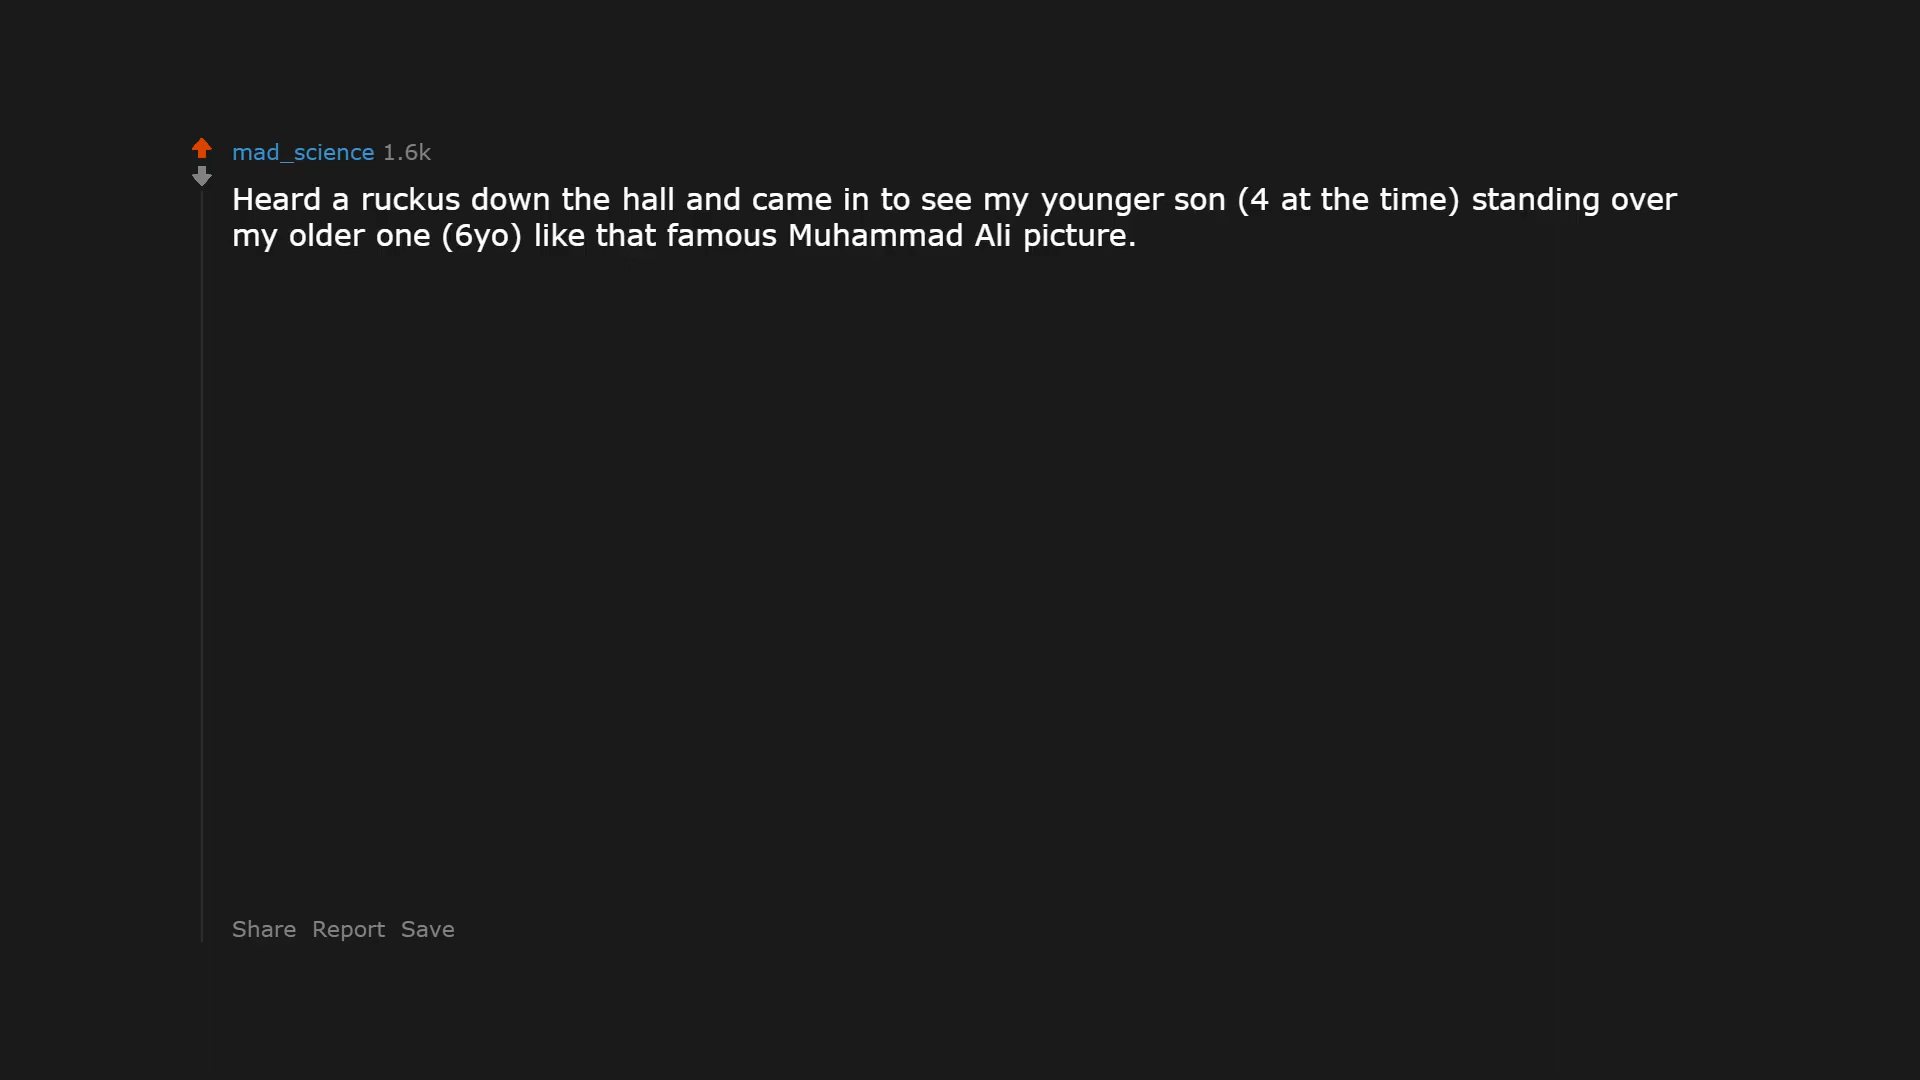 mad_science 1.6k
Heard a ruckus down the hall and came in to see my younger son (4 at the time) standing over
my older one (6yo) like that famous Muhammad Ali picture.
Share Report Save